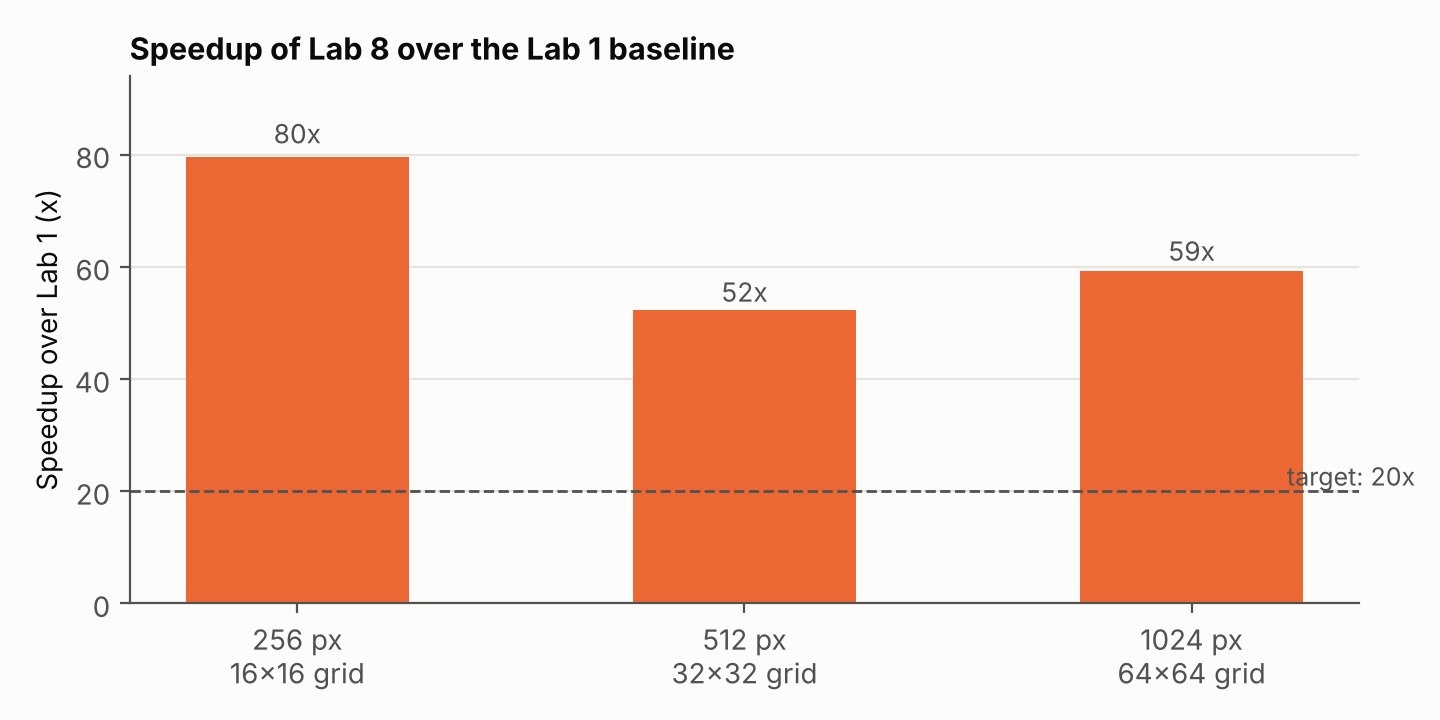 Speedup of Lab 8 over the Lab 1 baseline
Speedup over Lab 1 (x)
80
60
40
20
0
80x
52x
59x
target: 20x
256 px
16×16 grid
512 px
32×32 grid
1024 px
64×64 grid